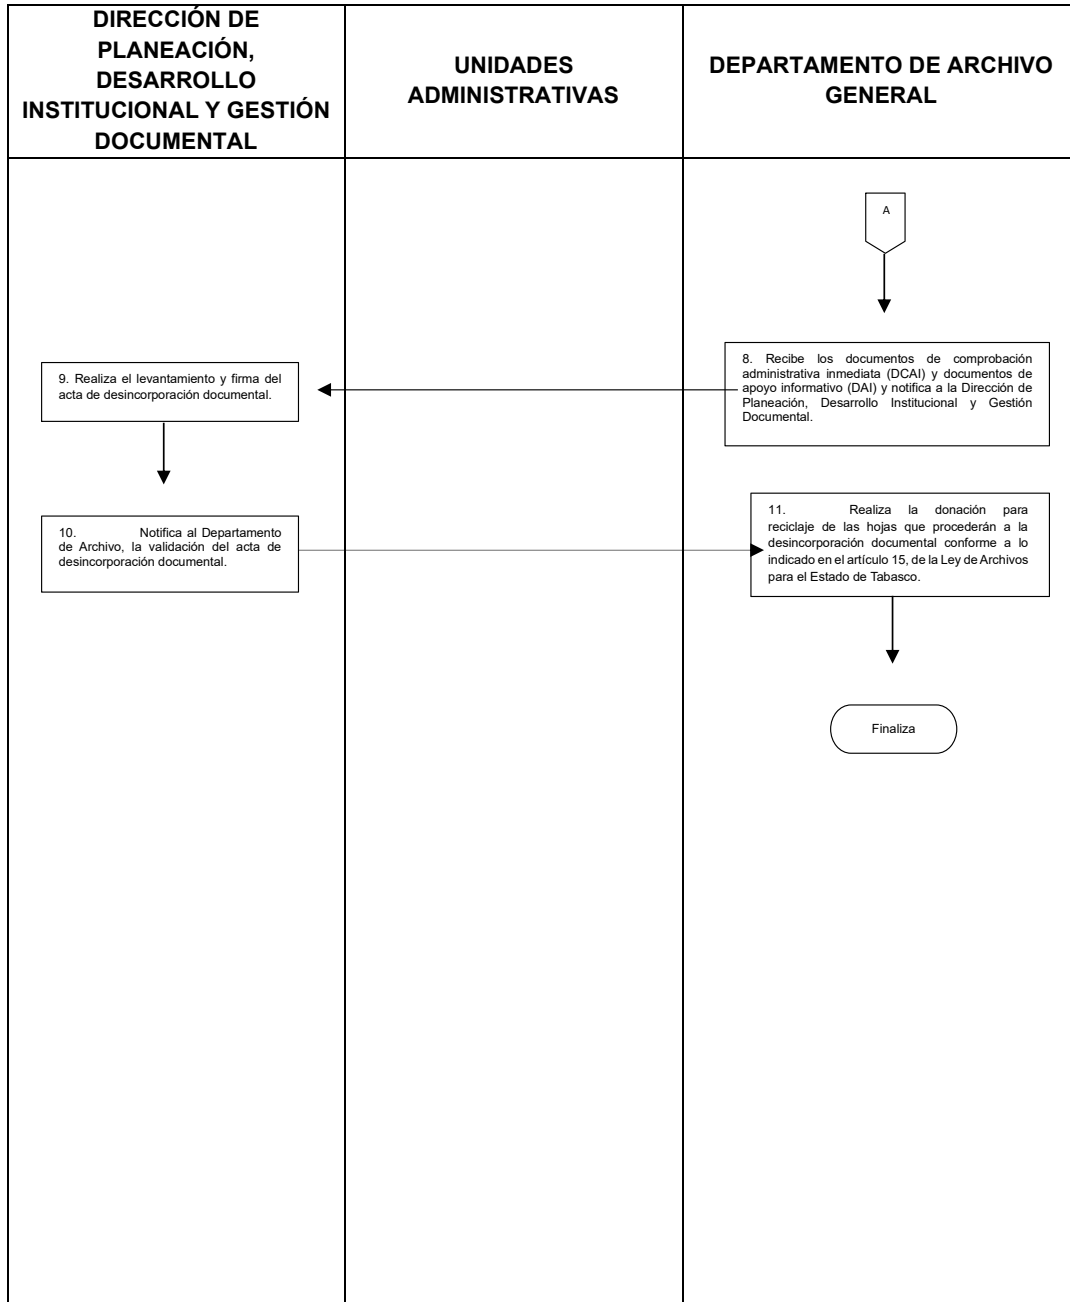 DIRECCIÓN DE
PLANEACIÓN,
DESARROLLO
INSTITUCIONAL Y GESTIÓN
DOCUMENTAL
UNIDADES
ADMINISTRATIVAS
DEPARTAMENTO DE ARCHIVO
GENERAL
A
8. Recibe los documentos de comprobación
administrativa inmediata (DCAI) y documentos de
apoyo informativo (DAI) y notifica a la Dirección de
Planeación, Desarrollo Institucional y Gestión
Documental.
9. Realiza el levantamiento y firma del
acta de desincorporación documental.
10. Notifica al Departamento
de Archivo, la validación del acta de
desincorporación documental.
11. Realiza la donación para
reciclaje de las hojas que procederán a la
desincorporación documental conforme a lo
indicado en el artículo 15, de la Ley de Archivos
para el Estado de Tabasco.
Finaliza